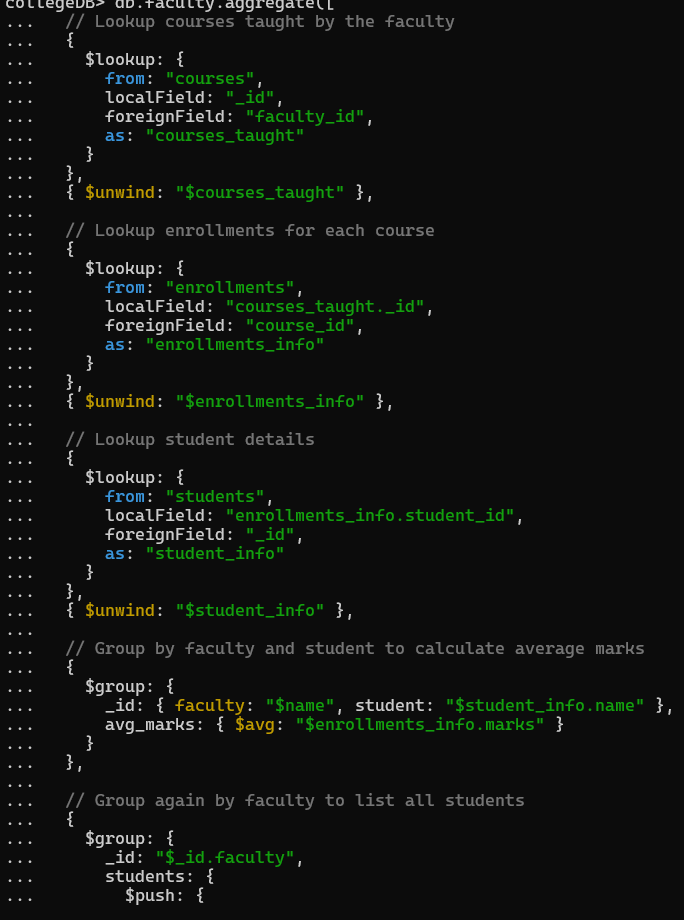 collegeDB> db.faculty.aggregate([
...   // Lookup courses taught by the faculty
...   {
...     $lookup: {
...       from: "courses",
...       localField: "_id",
...       foreignField: "faculty_id",
...       as: "courses_taught"
...     }
...   },
...   { $unwind: "$courses_taught" },
...
...   // Lookup enrollments for each course
...   {
...     $lookup: {
...       from: "enrollments",
...       localField: "courses_taught._id",
...       foreignField: "course_id",
...       as: "enrollments_info"
...     }
...   },
...   { $unwind: "$enrollments_info" },
...
...   // Lookup student details
...   {
...     $lookup: {
...       from: "students",
...       localField: "enrollments_info.student_id",
...       foreignField: "_id",
...       as: "student_info"
...     }
...   },
...   { $unwind: "$student_info" },
...
...   // Group by faculty and student to calculate average marks
...   {
...     $group: {
...       _id: { faculty: "$name", student: "$student_info.name" },
...       avg_marks: { $avg: "$enrollments_info.marks" }
...     }
...   },
...
...   // Group again by faculty to list all students
...   {
...     $group: {
...       _id: "$_id.faculty",
...       students: {
...         $push: {